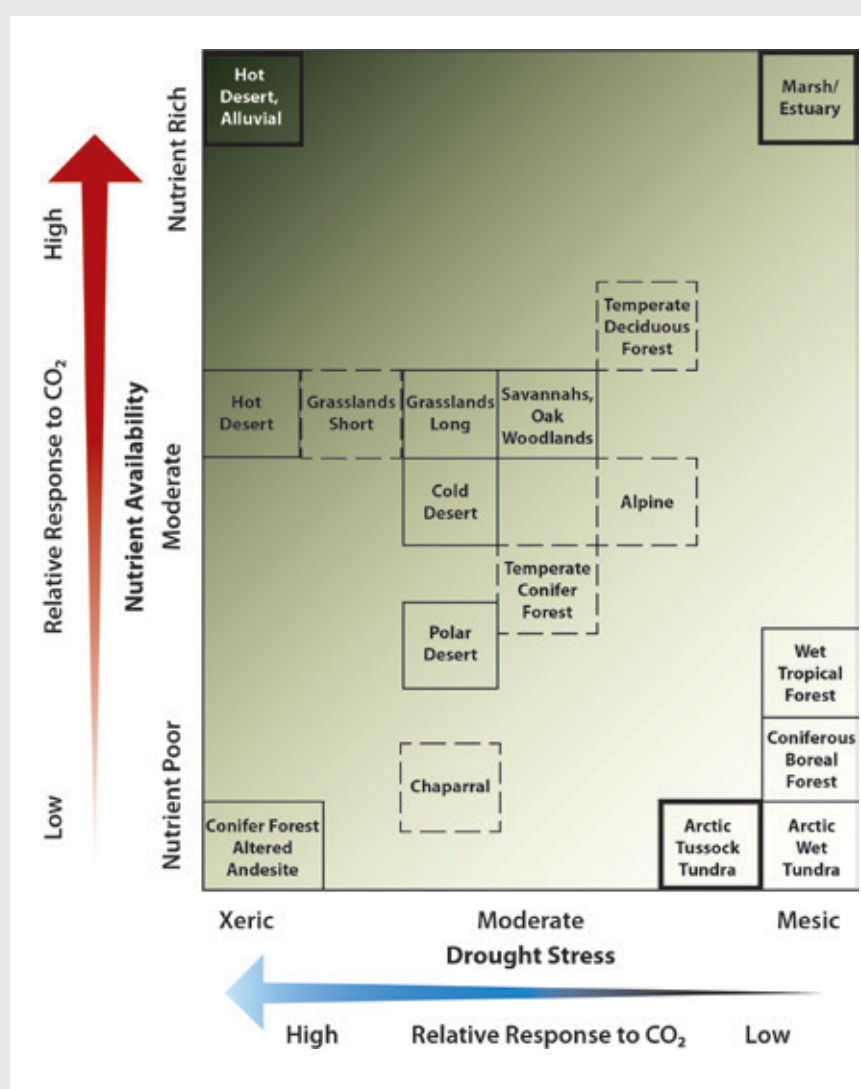 Hot
Desert,
Alluvial
Marsh/
Estuary
Temperate
Deciduous
Forest
Hot
Desert
Grasslands
Short
Grasslands
Long
Savannahs,
Oak
Woodlands
Cold
Desert
Alpine
Temperate
Conifer
Forest
Polar
Desert
Wet
Tropical
Forest
Coniferous
Boreal
Forest
Chaparral
Conifer Forest
Altered
Andesite
Arctic
Tussock
Tundra
Arctic
Wet
Tundra
High
Relative Response to CO₂
Low
Nutrient Availability
Nutrient Rich
Moderate
Nutrient Poor
Xeric
Moderate
Mesic
Drought Stress
High
Relative Response to CO₂
Low